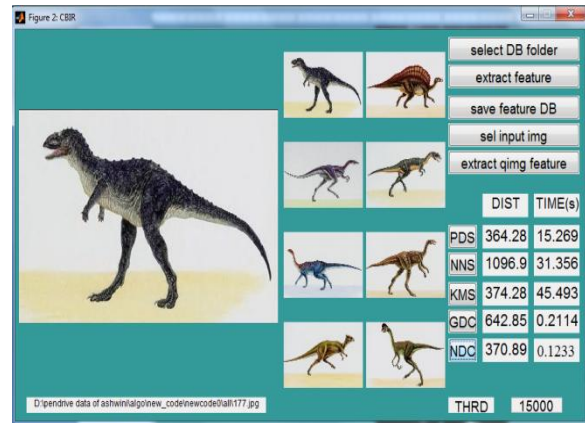 Figure 2: CBIR
select DB folder
extract feature
save feature DB
sel input img
extract qimg feature
DIST TIME(s)
PDS 364.28 15.269
NNS 1096.9 31.356
KMS 374.28 45.493
GDC 642.85 0.2114
NDC 370.89 0.1233
D:\pendrive data of ashwini\algo\new_code\newcode0\all\177.jpg
THRD 15000